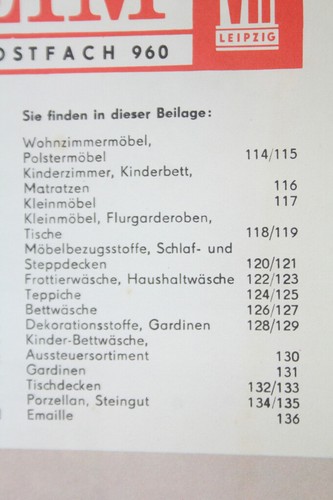 EIM
POSTFACH 960
LEIPZIG
Sie finden in dieser Beilage:
Wohnzimmermöbel,
Polstermöbel 114/115
Kinderzimmer, Kinderbett,
Matratzen 116
Kleinmöbel 117
Kleinmöbel, Flurgarderoben,
Tische 118/119
Möbelbezugsstoffe, Schlaf- und
Steppdecken 120/121
Frottierwäsche, Haushaltwäsche 122/123
Teppiche 124/125
Bettwäsche 126/127
Dekorationsstoffe, Gardinen 128/129
Kinder-Bettwäsche,
Aussteuersortiment 130
Gardinen 131
Tischdecken 132/133
Porzellan, Steingut 134/135
Emaille 136